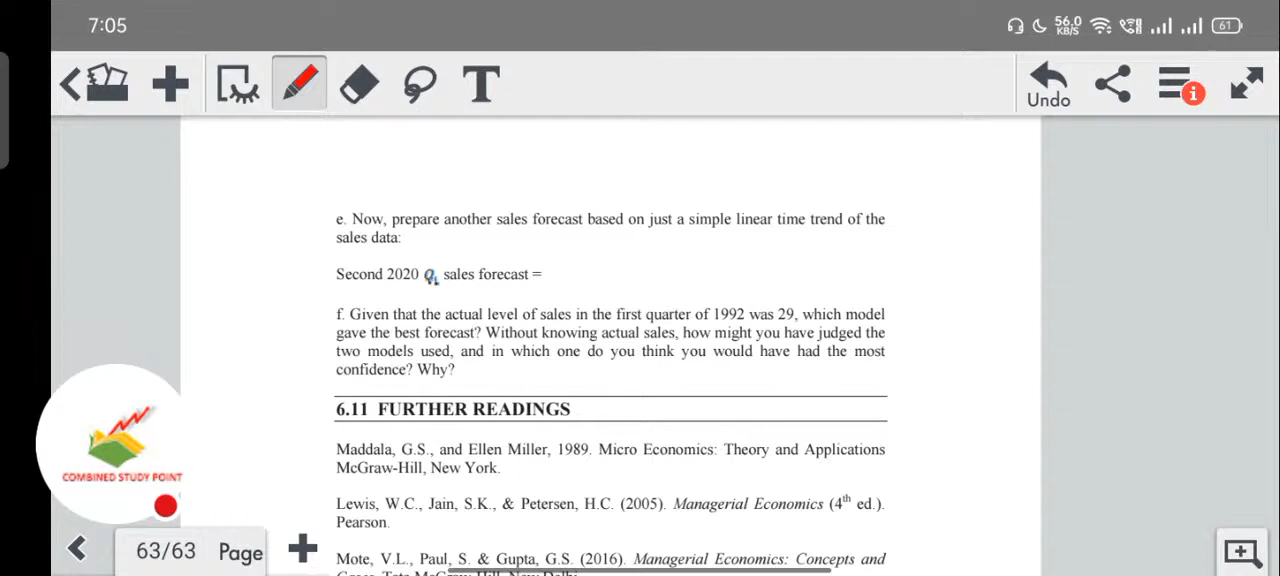 7:05
56.0
KB/S
61
T
Undo
i
e. Now, prepare another sales forecast based on just a simple linear time trend of the
sales data:
Second 2020 Q1 sales forecast =
f. Given that the actual level of sales in the first quarter of 1992 was 29, which model
gave the best forecast? Without knowing actual sales, how might you have judged the
two models used, and in which one do you think you would have had the most
confidence? Why?
6.11 FURTHER READINGS
Maddala, G.S., and Ellen Miller, 1989. Micro Economics: Theory and Applications
McGraw-Hill, New York.
Lewis, W.C., Jain, S.K., & Petersen, H.C. (2005). Managerial Economics (4th ed.).
Pearson.
Mote, V.L., Paul, S. & Gupta, G.S. (2016). Managerial Economics: Concepts and
COMBINED STUDY POINT
63/63 Page